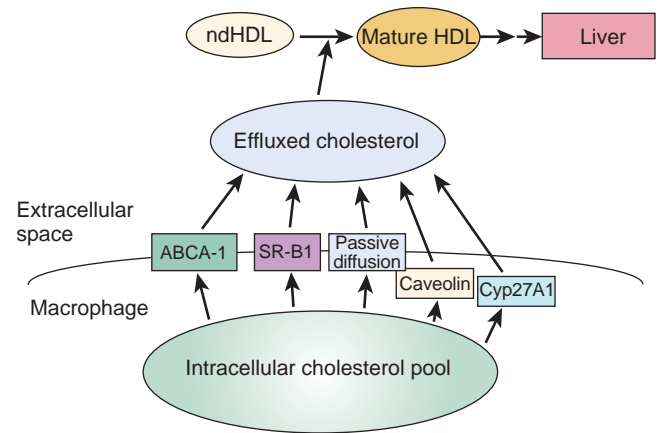 ndHDL
Mature HDL
Liver
Effluxed cholesterol
Extracellular
space
ABCA-1
SR-B1
Passive
diffusion
Caveolin
Cyp27A1
Macrophage
Intracellular cholesterol pool